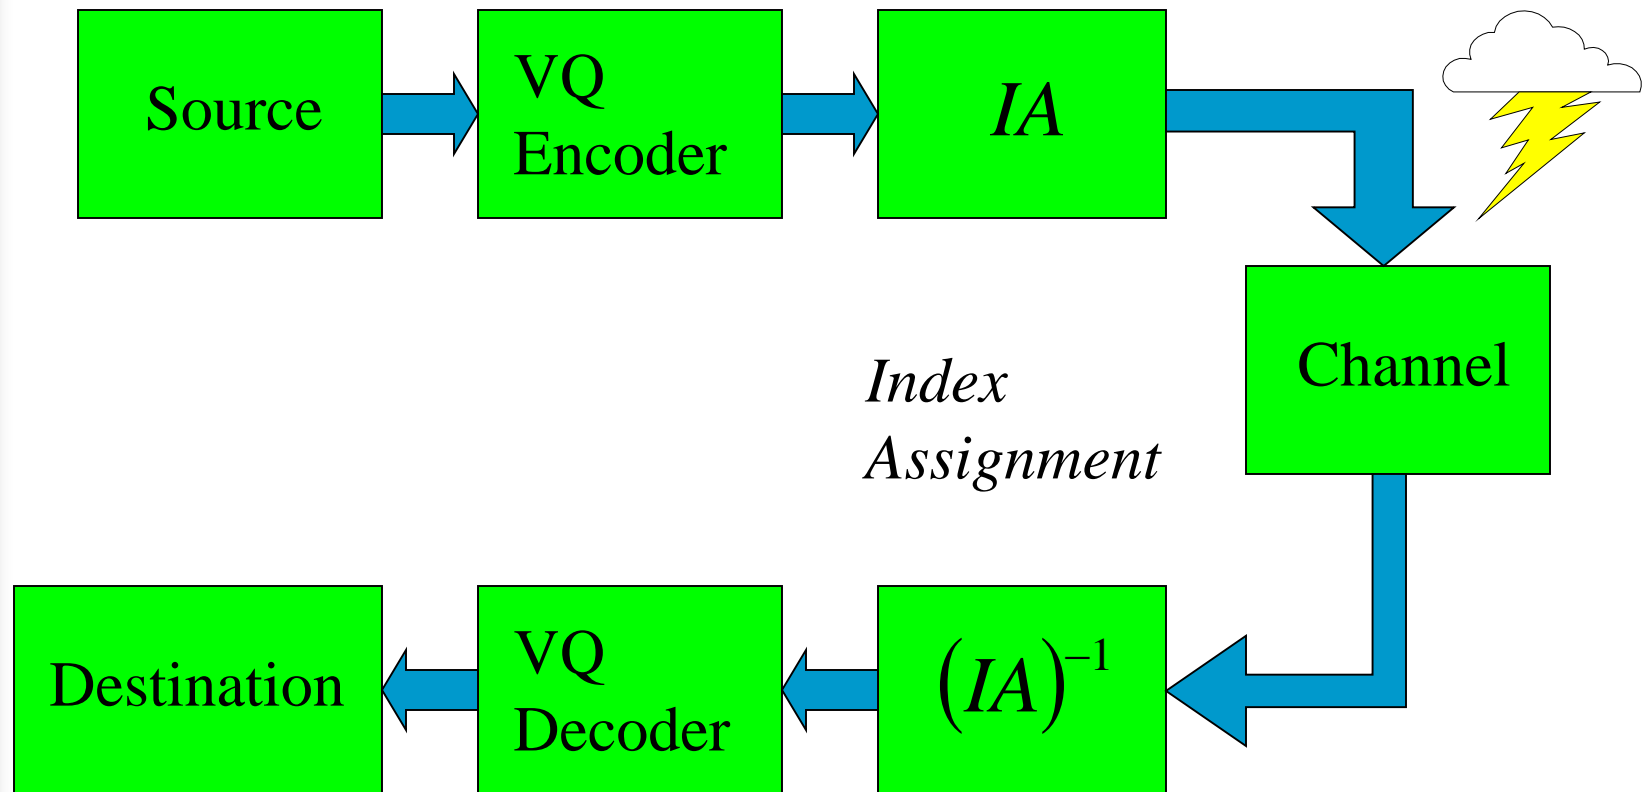 Source
VQ
Encoder
IA
Channel
Index
Assignment
Destination
VQ
Decoder
(IA)⁻¹